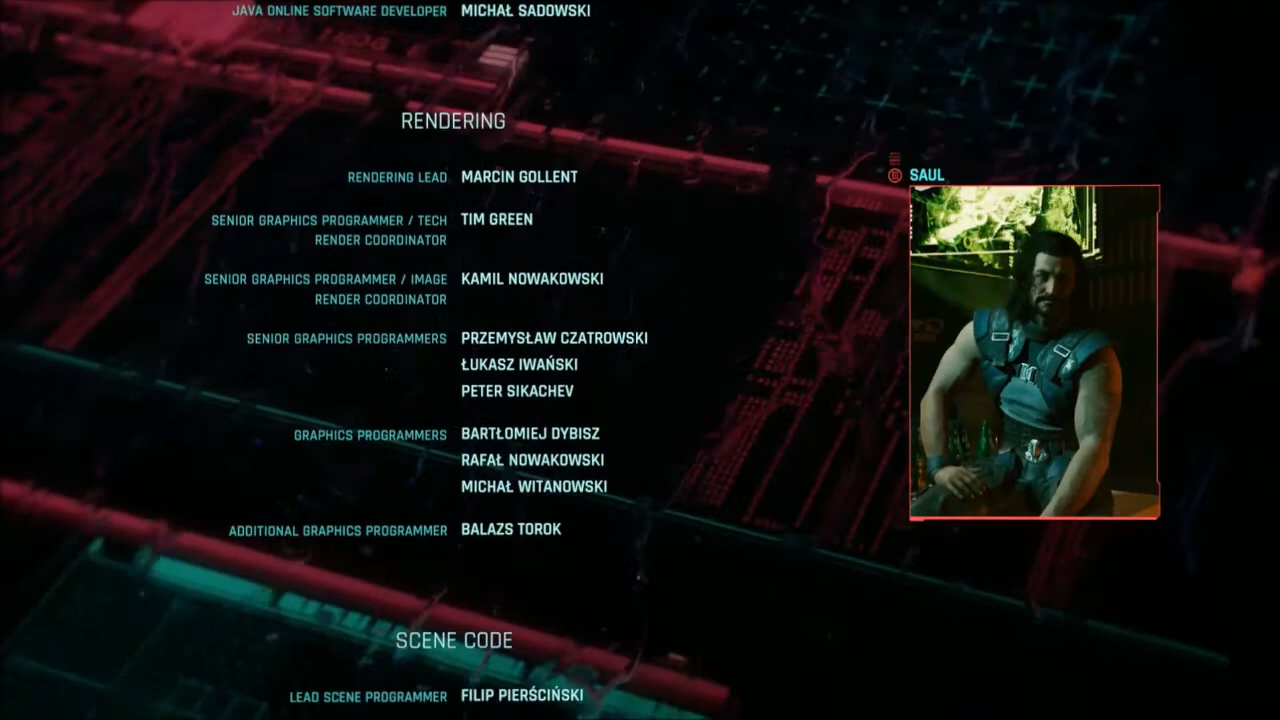 JAVA ONLINE SOFTWARE DEVELOPER MICHAŁ SADOWSKI
RENDERING
RENDERING LEAD MARCIN GOLLENT
SENIOR GRAPHICS PROGRAMMER / TECH TIM GREEN
RENDER COORDINATOR
SENIOR GRAPHICS PROGRAMMER / IMAGE KAMIL NOWAKOWSKI
RENDER COORDINATOR
SENIOR GRAPHICS PROGRAMMERS PRZEMYSŁAW CZATROWSKI
ŁUKASZ IWAŃSKI
PETER SIKACHEV
GRAPHICS PROGRAMMERS BARTŁOMIEJ DYBISZ
RAFAŁ NOWAKOWSKI
MICHAŁ WITANOWSKI
ADDITIONAL GRAPHICS PROGRAMMER BALAZS TOROK
SCENE CODE
LEAD SCENE PROGRAMMER FILIP PIERŚCIŃSKI
SAUL